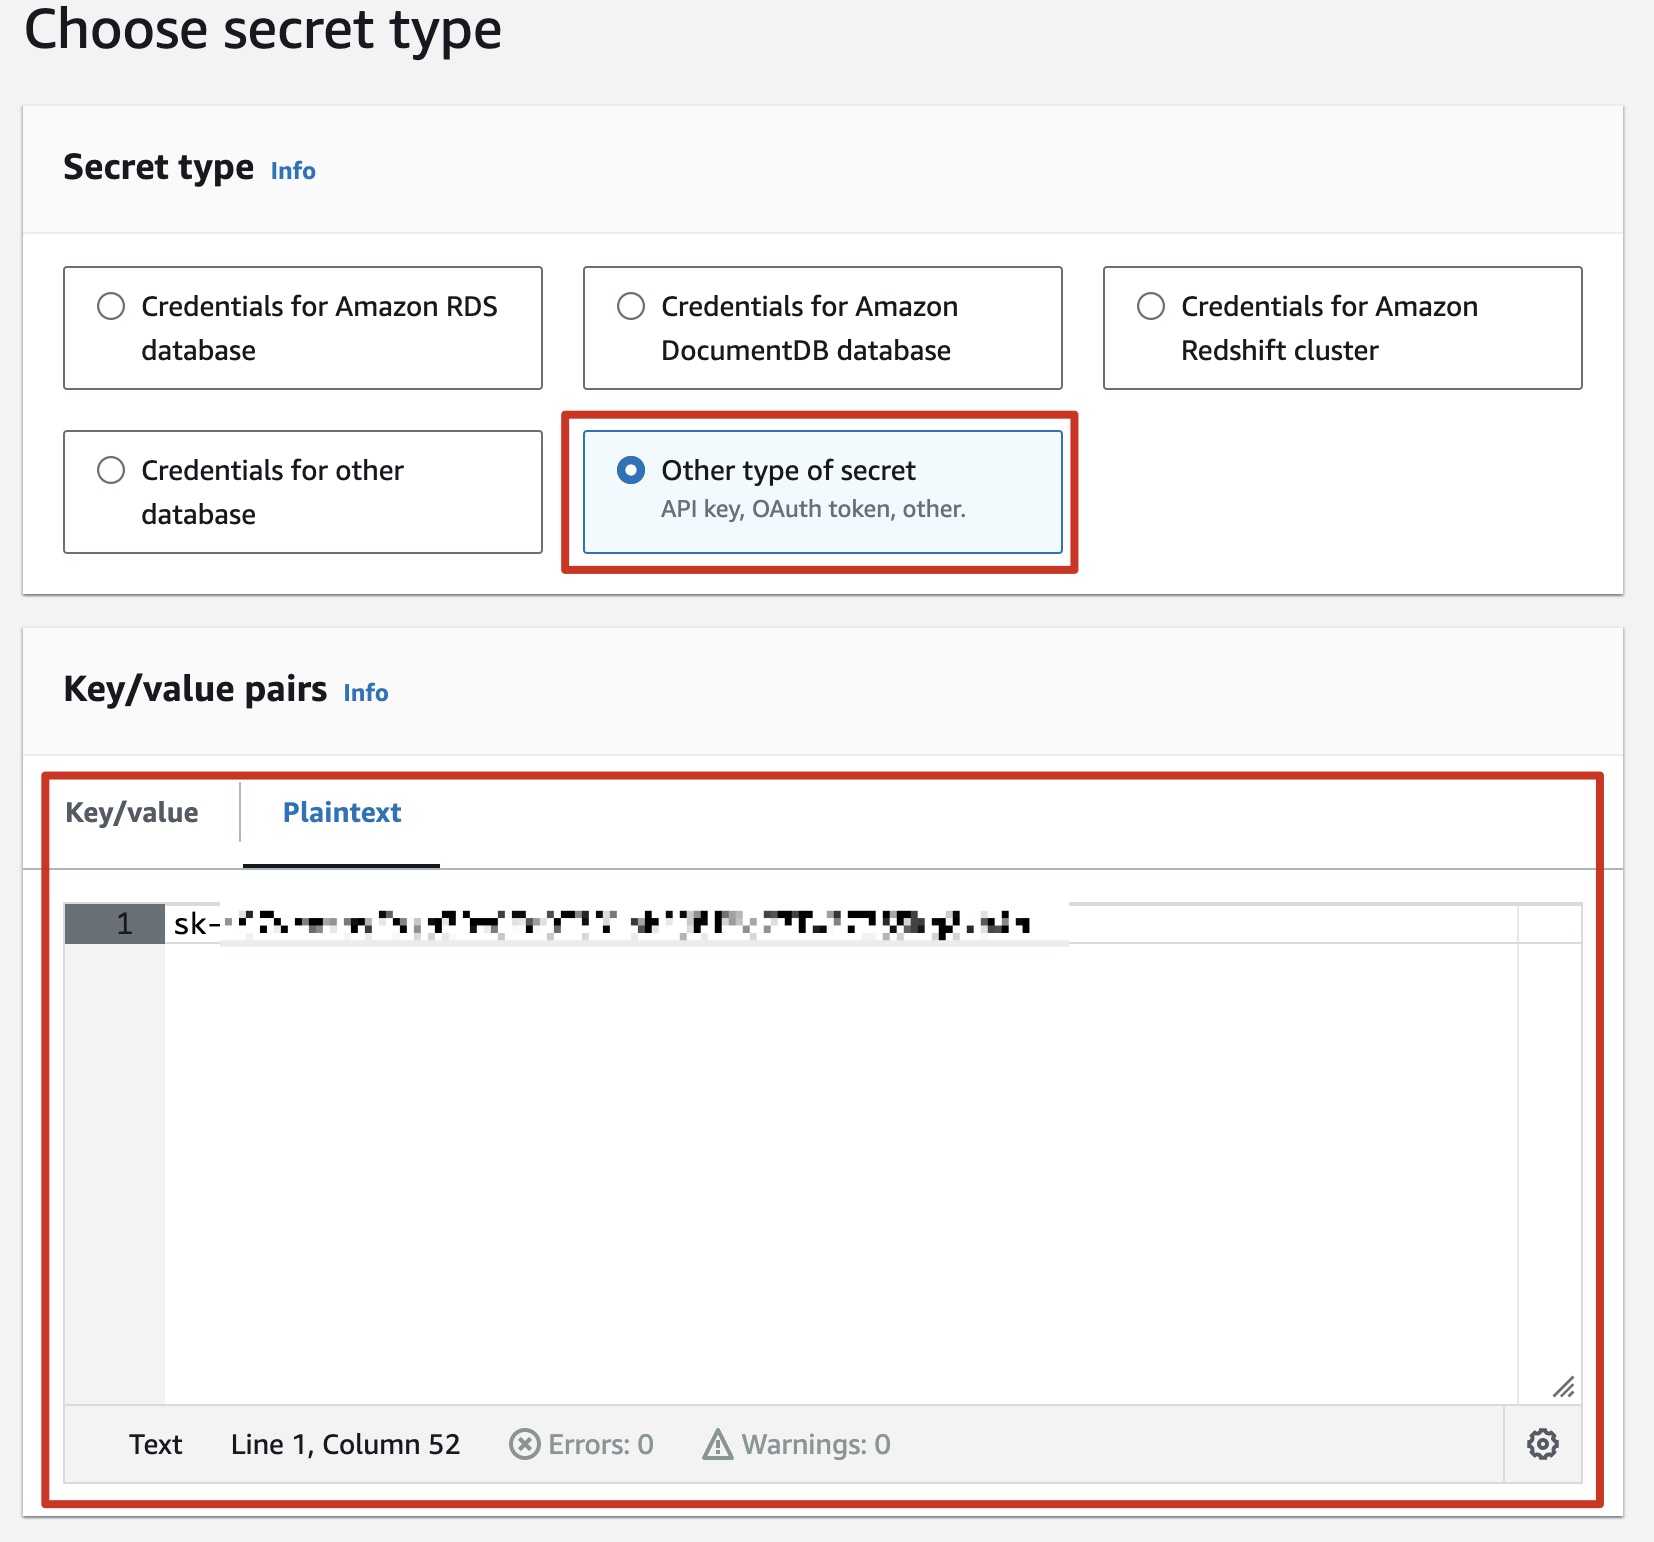 Choose secret type
Secret type Info
Credentials for Amazon RDS
database
Credentials for Amazon
DocumentDB database
Credentials for Amazon
Redshift cluster
Credentials for other
database
Other type of secret
API key, OAuth token, other.
Key/value pairs Info
Key/value Plaintext
1 sk-
Text Line 1, Column 52 Errors: 0 Warnings: 0